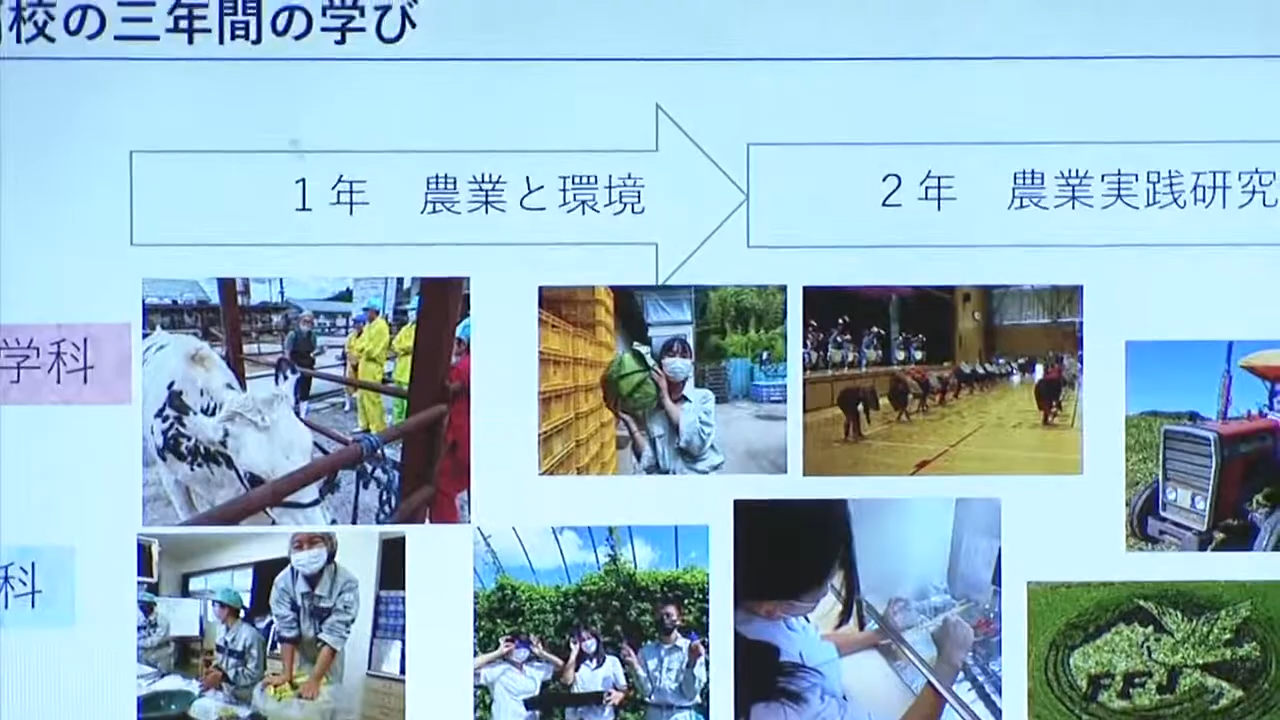 校の三年間の学び
1年 農業と環境
2年 農業実践研究
学科
科
FFJ